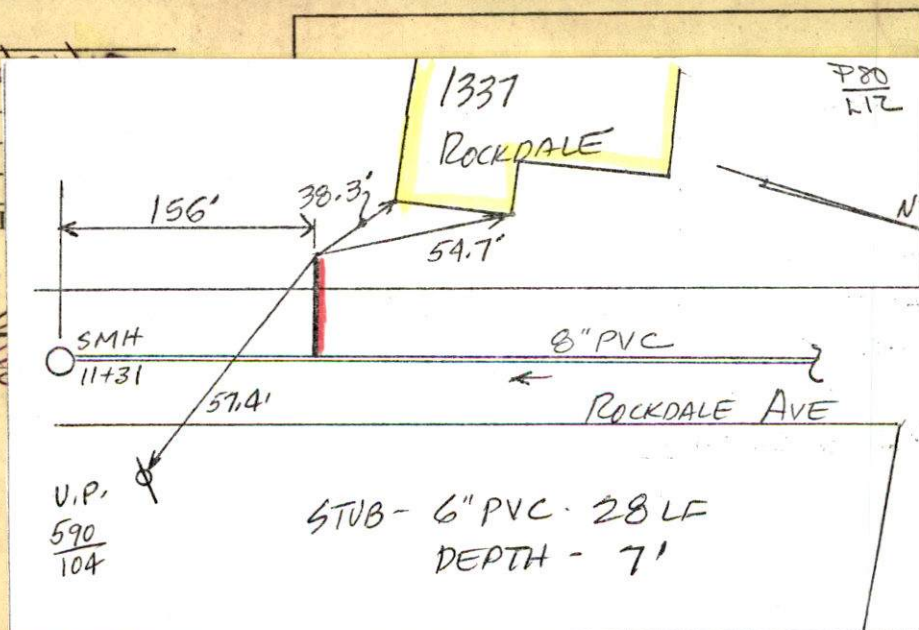 1337
ROCKDALE
P80
L12
156'
38.3'
54.7'
N
SMH
11+31
8" PVC
57.4'
ROCKDALE AVE
U.P.
590
104
STUB - 6" PVC - 28 LF
DEPTH - 7'